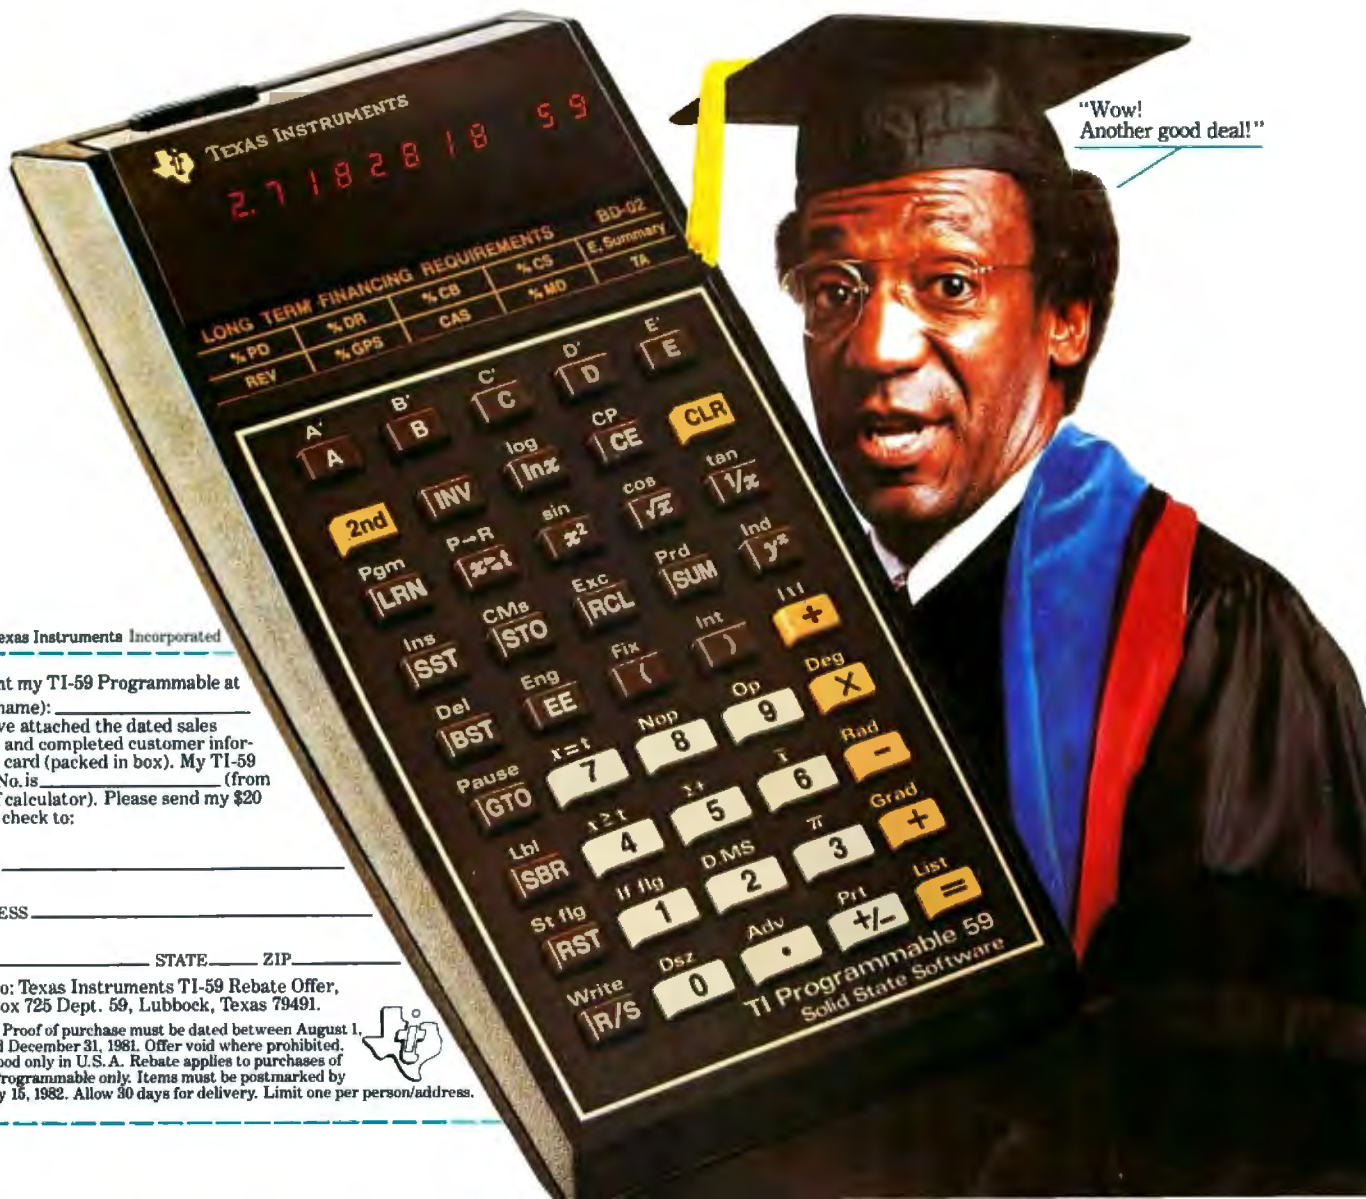 "Wow!
Another good deal!"
TEXAS INSTRUMENTS
2.7182818 59
LONG TERM FINANCING REQUIREMENTS BD-02
% PD % DR % CB % CS E. Summary
REV % GPS CAS % MD TA
A' B' C' D' E'
A B C D E
log CP
2nd INV lnx CE CLR
Pgm P→R sin cos tan
LRN x⇄t x² √x 1/x
Ins CMs Exc Prd Ind
SST STO RCL SUM yˣ
Del Eng Fix Int |x|
BST EE ( ) ÷
Pause x=t Nop Op Deg
GTO 7 8 9 X
Lbl x≥t Σ+ x̄ Rad
SBR 4 5 6 −
St flg If flg D.MS π Grad
RST 1 2 3 +
Write Dsz Adv Prt List
R/S 0 . +/− =
TI Programmable 59
Solid State Software
exas Instruments Incorporated
nt my TI-59 Programmable at
name):
ve attached the dated sales
and completed customer infor-
card (packed in box). My TI-59
No. is (from
f calculator). Please send my $20
check to:
ESS
STATE ZIP
o: Texas Instruments TI-59 Rebate Offer,
ox 725 Dept. 59, Lubbock, Texas 79491.
Proof of purchase must be dated between August 1,
d December 31, 1981. Offer void where prohibited.
ood only in U.S.A. Rebate applies to purchases of
Programmable only. Items must be postmarked by
y 15, 1982. Allow 30 days for delivery. Limit one per person/address.